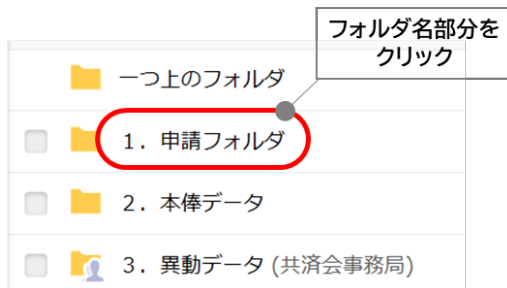 フォルダ名部分を
クリック
一つ上のフォルダ
1．申請フォルダ
2．本俸データ
3．異動データ (共済会事務局)